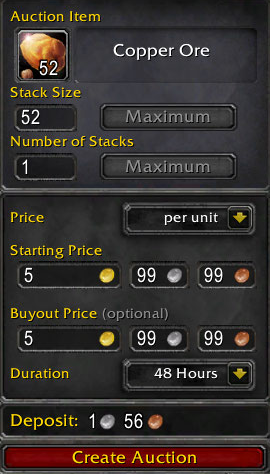 Auction Item
52
Copper Ore
Stack Size
52 Maximum
Number of Stacks
1 Maximum
Price per unit
Starting Price
5 99 99
Buyout Price (optional)
5 99 99
Duration 48 Hours
Deposit: 1 56
Create Auction